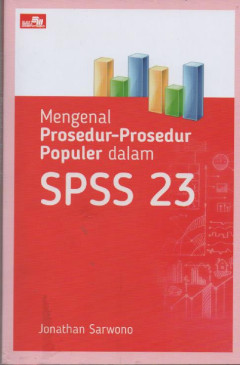 Mengenal
Prosedur-Prosedur
Populer dalam
SPSS 23
Jonathan Sarwono